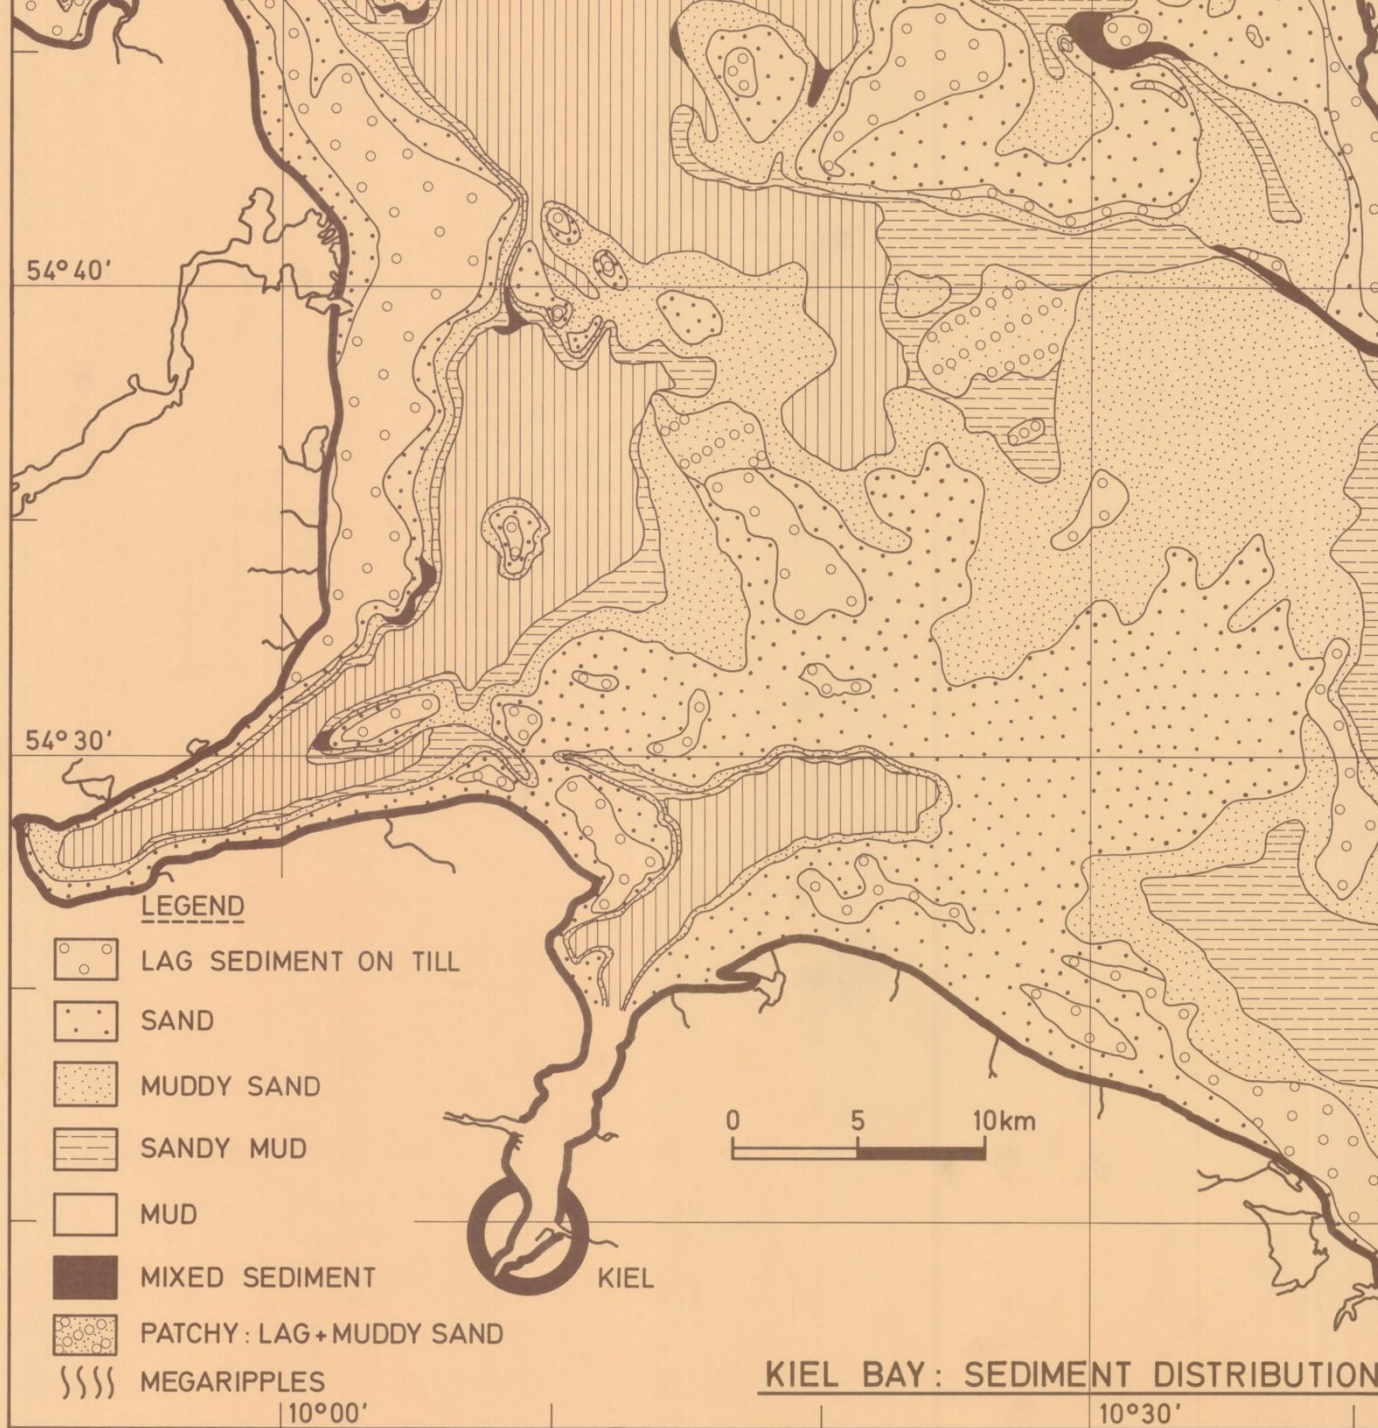 54°40'
54°30'
LEGEND
LAG SEDIMENT ON TILL
SAND
MUDDY SAND
SANDY MUD
MUD
MIXED SEDIMENT
PATCHY: LAG+MUDDY SAND
MEGARIPPLES
0 5 10km
KIEL
KIEL BAY: SEDIMENT DISTRIBUTION
10°00'
10°30'